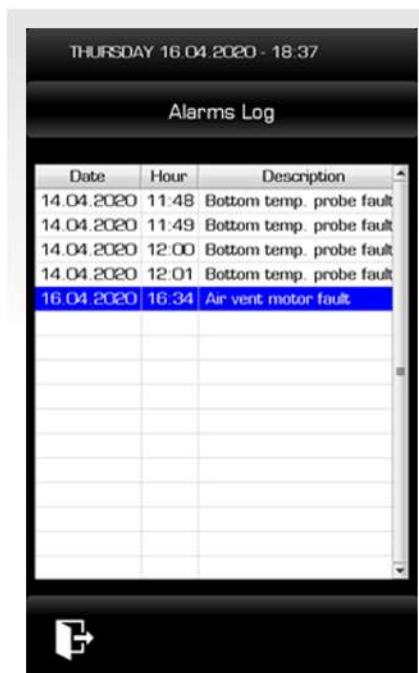 THURSDAY 16.04.2020 - 18:37
Alarms Log
Date Hour Description
14.04.2020 11:48 Bottom temp. probe fault
14.04.2020 11:49 Bottom temp. probe fault
14.04.2020 12:00 Bottom temp. probe fault
14.04.2020 12:01 Bottom temp. probe fault
16.04.2020 16:34 Air vent motor fault